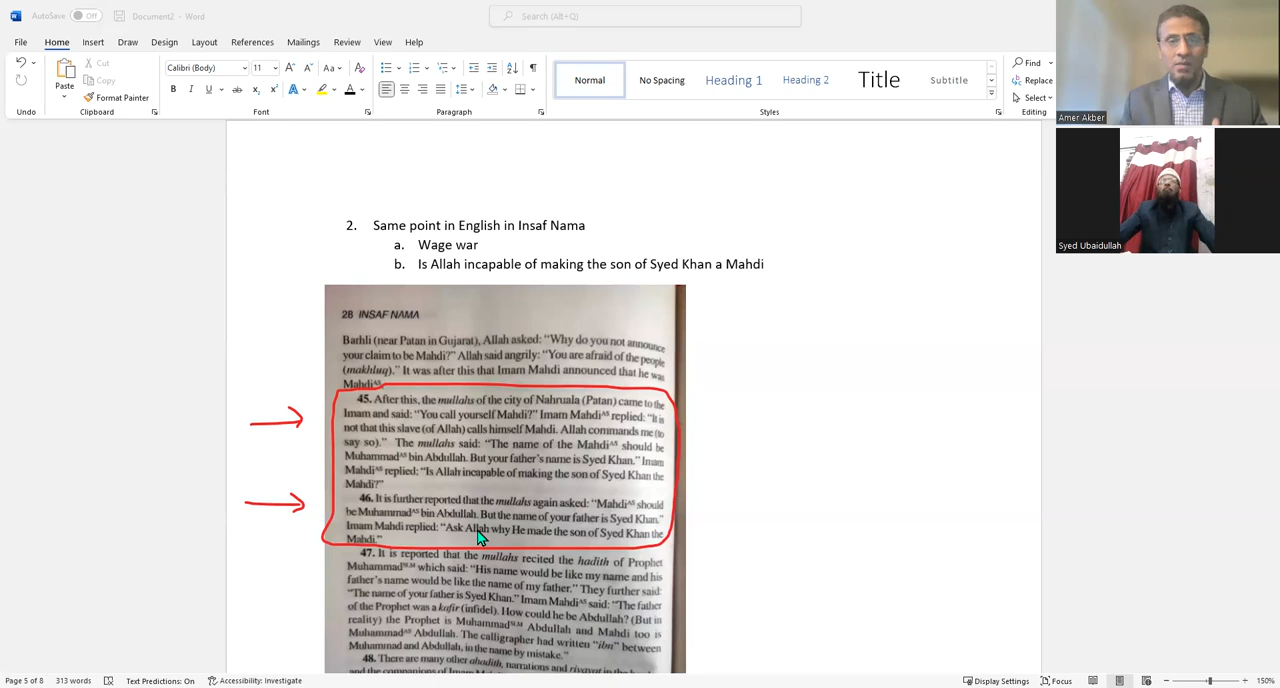 AutoSave Off Document2 - Word Search (Alt+Q)
File Home Insert Draw Design Layout References Mailings Review View Help
Paste Cut Copy Format Painter Calibri (Body) 11 Normal No Spacing Heading 1 Heading 2 Title Subtitle Find Replace Select
Undo Clipboard Font Paragraph Styles Editing
Amer Akber
Syed Ubaidullah
2. Same point in English in Insaf Nama
a. Wage war
b. Is Allah incapable of making the son of Syed Khan a Mahdi
28 INSAF NAMA
Bathli (near Patan in Gujarat), Allah asked: “Why do you not announce
your claim to be Mahdi?” Allah said angrily: “You are afraid of the people
(makhluq).” It was after this that Imam Mahdi announced that he was
Mahdi AS
45. After this, the mullahs of the city of Nahruala (Patan) came to the
Imam and said: “You call yourself Mahdi?” Imam Mahdi AS replied: “It is
not that this slave (of Allah) calls himself Mahdi. Allah commands me (to
say so).” The mullahs said: “The name of the Mahdi AS should be
Muhammad AS bin Abdullah. But your father’s name is Syed Khan.” Imam
Mahdi AS replied: “Is Allah incapable of making the son of Syed Khan the
Mahdi?”
46. It is further reported that the mullahs again asked: “Mahdi AS should
be Muhammad AS bin Abdullah. But the name of your father is Syed Khan.”
Imam Mahdi replied: “Ask Allah why He made the son of Syed Khan the
Mahdi.”
47. It is reported that the mullahs recited the hadith of Prophet
Muhammad which said: “His name would be like my name and his
father’s name would be like the name of my father.” They further said:
“The name of your father is Syed Khan.” Imam Mahdi AS said: “The father
of the Prophet was a kafir (infidel). How could he be Abdullah? (But in
reality) the Prophet is Muhammad Abdullah and Mahdi too is
Muhammad AS Abdullah. The calligrapher had written “ibn” between
Muhammad and Abdullah, in the name by mistake.”
48. There are many other ahadith, narrations and
and the companions of Imam
Page 5 of 8 313 words Text Predictions: On Accessibility: Investigate Display Settings Focus 150%